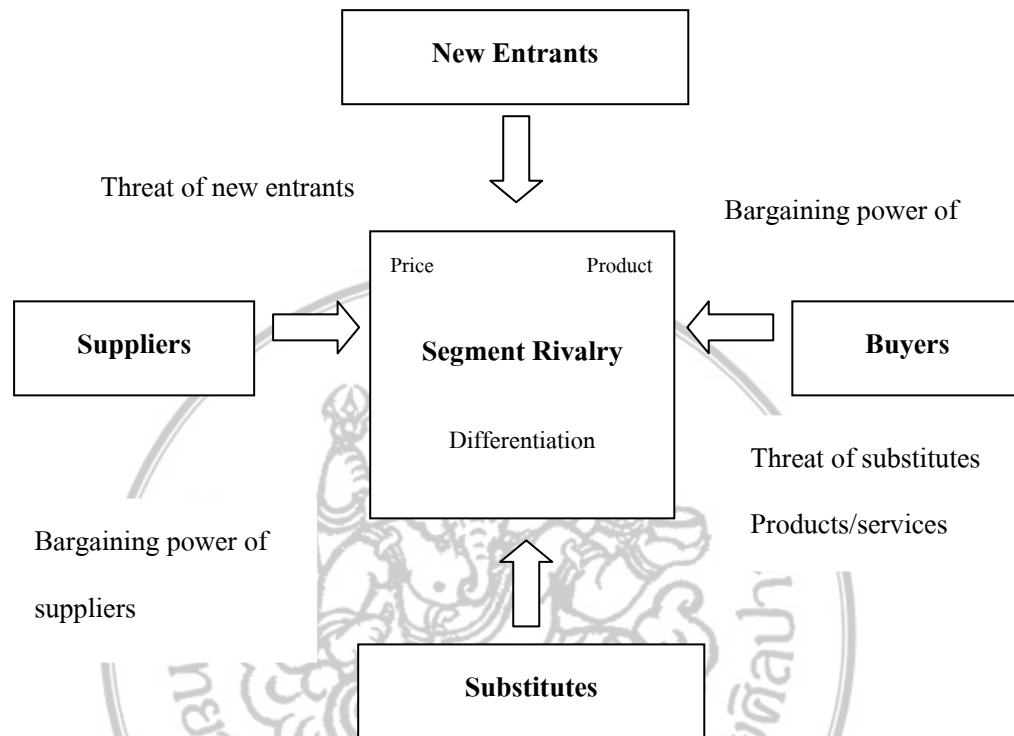 New Entrants
Threat of new entrants
Bargaining power of
Price Product
Suppliers
Segment Rivalry
Buyers
Differentiation
Threat of substitutes
Products/services
Bargaining power of
suppliers
Substitutes